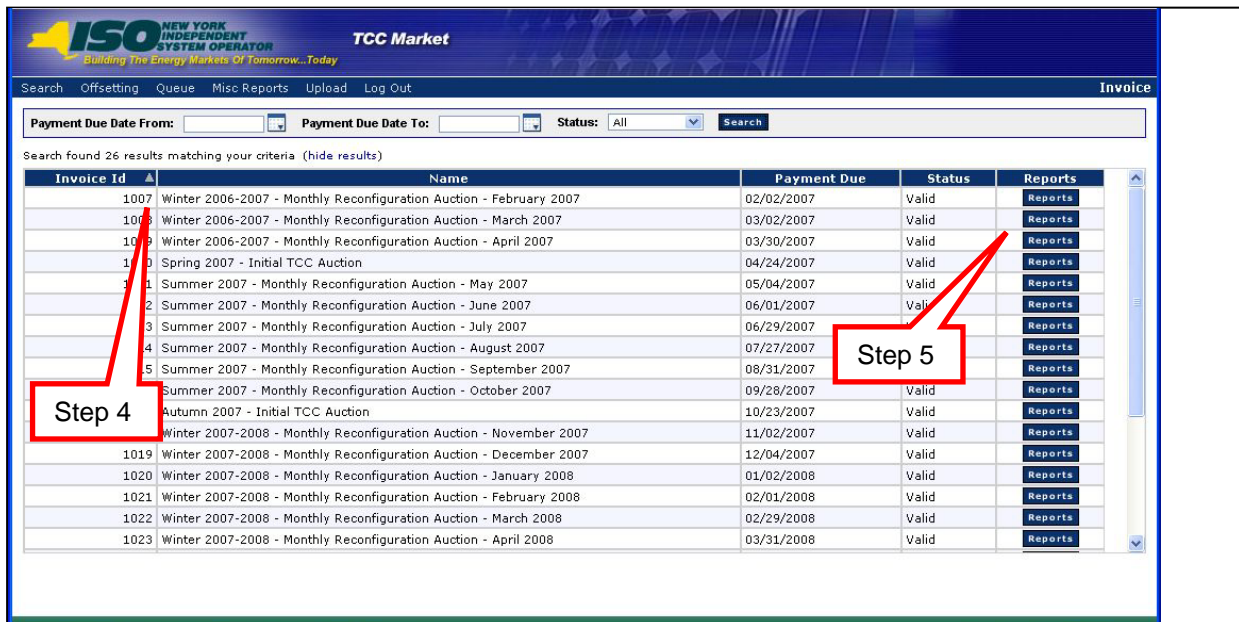 ISO NEW YORK INDEPENDENT SYSTEM OPERATOR
Building The Energy Markets Of Tomorrow...Today
TCC Market
Search Offsetting Queue Misc Reports Upload Log Out Invoice
Payment Due Date From: Payment Due Date To: Status: All Search
Search found 26 results matching your criteria (hide results)
Invoice Id Name Payment Due Status Reports
1007 Winter 2006-2007 - Monthly Reconfiguration Auction - February 2007 02/02/2007 Valid Reports
Winter 2006-2007 - Monthly Reconfiguration Auction - March 2007 03/02/2007 Valid Reports
Winter 2006-2007 - Monthly Reconfiguration Auction - April 2007 03/30/2007 Valid Reports
Spring 2007 - Initial TCC Auction 04/24/2007 Valid Reports
Summer 2007 - Monthly Reconfiguration Auction - May 2007 05/04/2007 Valid Reports
Summer 2007 - Monthly Reconfiguration Auction - June 2007 06/01/2007 Reports
Summer 2007 - Monthly Reconfiguration Auction - July 2007 06/29/2007 Reports
Summer 2007 - Monthly Reconfiguration Auction - August 2007 07/27/2007 Reports
Summer 2007 - Monthly Reconfiguration Auction - September 2007 08/31/2007 Reports
Summer 2007 - Monthly Reconfiguration Auction - October 2007 09/28/2007 Valid Reports
Autumn 2007 - Initial TCC Auction 10/23/2007 Valid Reports
Winter 2007-2008 - Monthly Reconfiguration Auction - November 2007 11/02/2007 Valid Reports
1019 Winter 2007-2008 - Monthly Reconfiguration Auction - December 2007 12/04/2007 Valid Reports
1020 Winter 2007-2008 - Monthly Reconfiguration Auction - January 2008 01/02/2008 Valid Reports
1021 Winter 2007-2008 - Monthly Reconfiguration Auction - February 2008 02/01/2008 Valid Reports
1022 Winter 2007-2008 - Monthly Reconfiguration Auction - March 2008 02/29/2008 Valid Reports
1023 Winter 2007-2008 - Monthly Reconfiguration Auction - April 2008 03/31/2008 Valid Reports
Step 4
Step 5